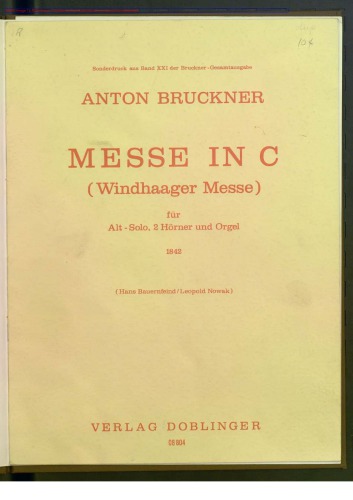 Sonderdruck aus Band XXI der Bruckner-Gesamtausgabe
ANTON BRUCKNER
MESSE IN C
(Windhaager Messe)
für
Alt-Solo, 2 Hörner und Orgel
1842
(Hans Bauernfeind/Leopold Nowak)
VERLAG DOBLINGER